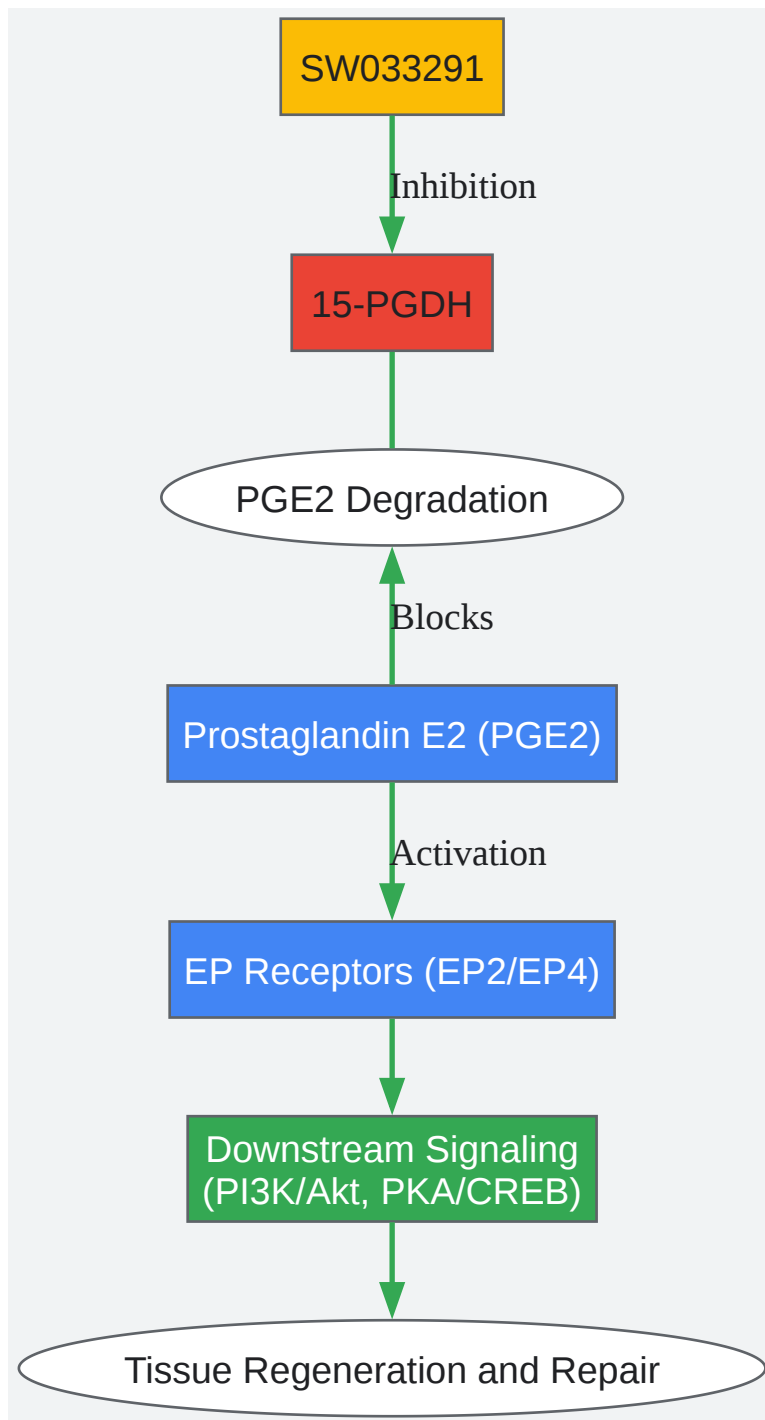 SW033291
Inhibition
15-PGDH
PGE2 Degradation
Blocks
Prostaglandin E2 (PGE2)
Activation
EP Receptors (EP2/EP4)
Downstream Signaling
(PI3K/Akt, PKA/CREB)
Tissue Regeneration and Repair